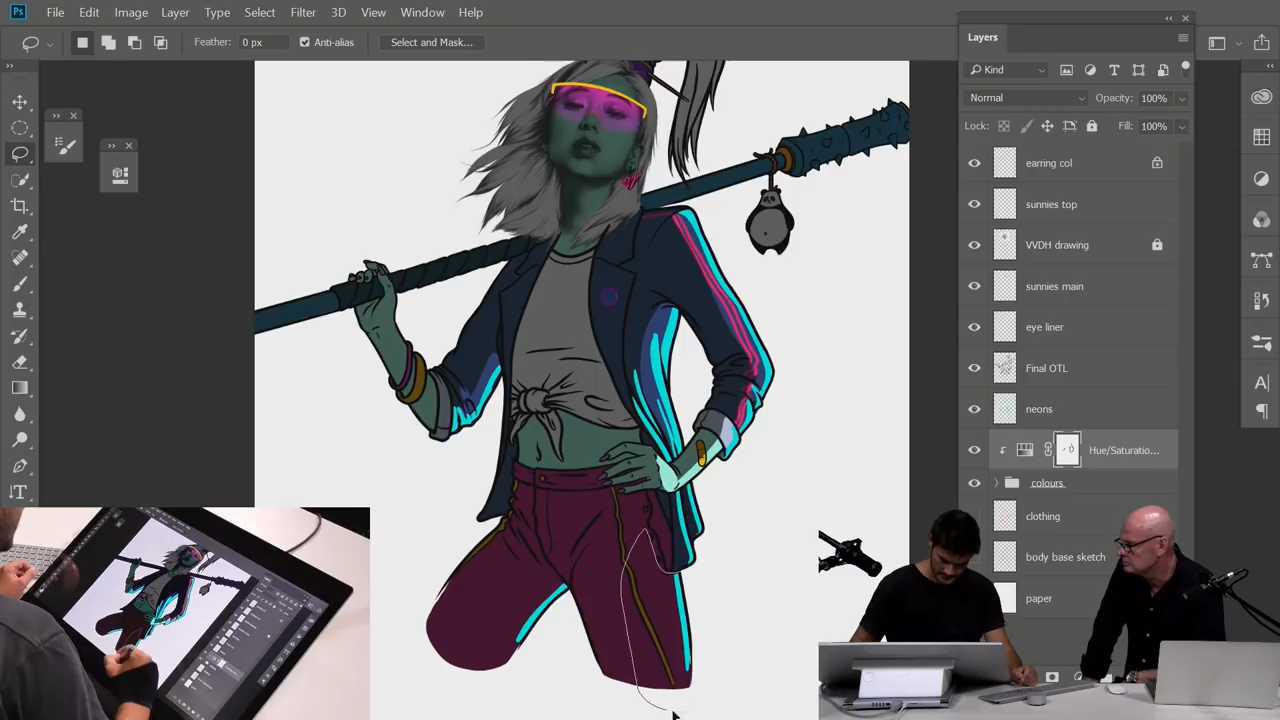 Ps File Edit Image Layer Type Select Filter 3D View Window Help
Feather: 0 px Anti-alias Select and Mask...
Layers
Kind
Normal Opacity: 100%
Lock: Fill: 100%
earring col
sunnies top
VVDH drawing
sunnies main
eye liner
Final OTL
neons
Hue/Saturatio...
colours
clothing
body base sketch
paper